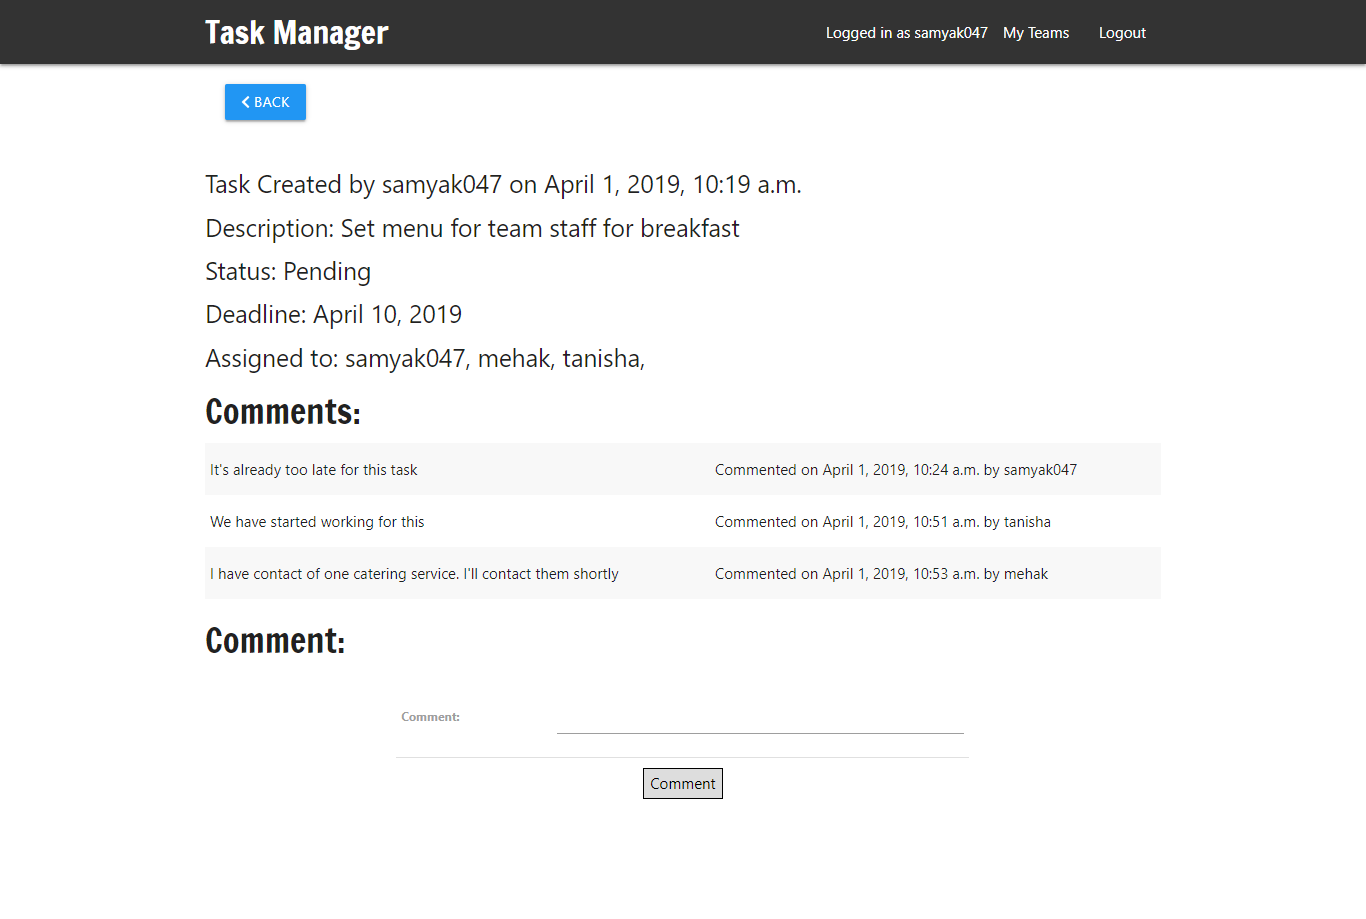 Task Manager
Logged in as samyak047 My Teams Logout
BACK
Task Created by samyak047 on April 1, 2019, 10:19 a.m.
Description: Set menu for team staff for breakfast
Status: Pending
Deadline: April 10, 2019
Assigned to: samyak047, mehak, tanisha,
Comments:
It's already too late for this task Commented on April 1, 2019, 10:24 a.m. by samyak047
We have started working for this Commented on April 1, 2019, 10:51 a.m. by tanisha
I have contact of one catering service. I'll contact them shortly Commented on April 1, 2019, 10:53 a.m. by mehak
Comment:
Comment:
Comment